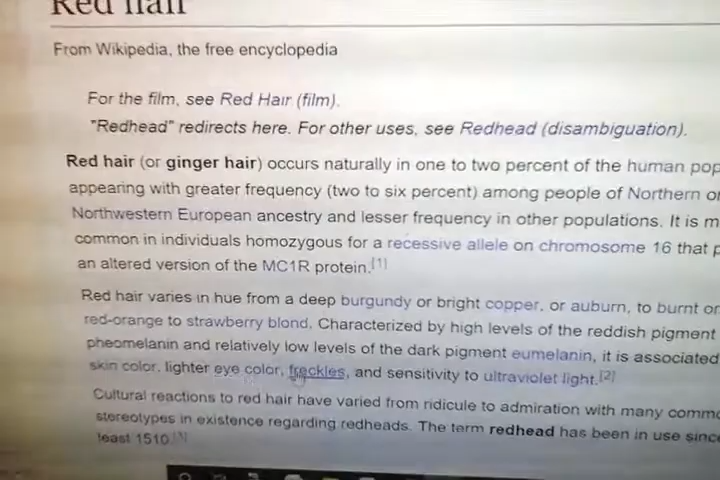 Red hair
From Wikipedia, the free encyclopedia
For the film, see Red Hair (film).
"Redhead" redirects here. For other uses, see Redhead (disambiguation).
Red hair (or ginger hair) occurs naturally in one to two percent of the human pop
appearing with greater frequency (two to six percent) among people of Northern or
Northwestern European ancestry and lesser frequency in other populations. It is m
common in individuals homozygous for a recessive allele on chromosome 16 that p
an altered version of the MC1R protein.[1]
Red hair varies in hue from a deep burgundy or bright copper, or auburn, to burnt or
red-orange to strawberry blond. Characterized by high levels of the reddish pigment
pheomelanin and relatively low levels of the dark pigment eumelanin, it is associated
skin color, lighter eye color, freckles, and sensitivity to ultraviolet light.[2]
Cultural reactions to red hair have varied from ridicule to admiration with many commo
stereotypes in existence regarding redheads. The term redhead has been in use since
least 1510.[3]